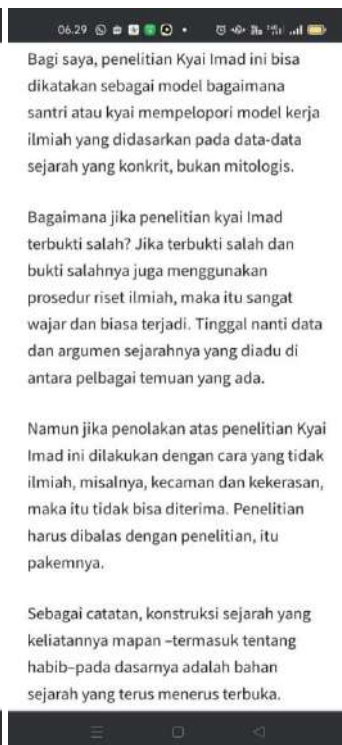 06.29
Bagi saya, penelitian Kyai Imad ini bisa
dikatakan sebagai model bagaimana
santri atau kyai mempelopori model kerja
ilmiah yang didasarkan pada data-data
sejarah yang konkrit, bukan mitologis.
Bagaimana jika penelitian kyai Imad
terbukti salah? Jika terbukti salah dan
bukti salahnya juga menggunakan
prosedur riset ilmiah, maka itu sangat
wajar dan biasa terjadi. Tinggal nanti data
dan argumen sejarahnya yang diadu di
antara pelbagai temuan yang ada.
Namun jika penolakan atas penelitian Kyai
Imad ini dilakukan dengan cara yang tidak
ilmiah, misalnya, kecaman dan kekerasan,
maka itu tidak bisa diterima. Penelitian
harus dibalas dengan penelitian, itu
pakemnya.
Sebagai catatan, konstruksi sejarah yang
keliatannya mapan –termasuk tentang
habib–pada dasarnya adalah bahan
sejarah yang terus menerus terbuka.